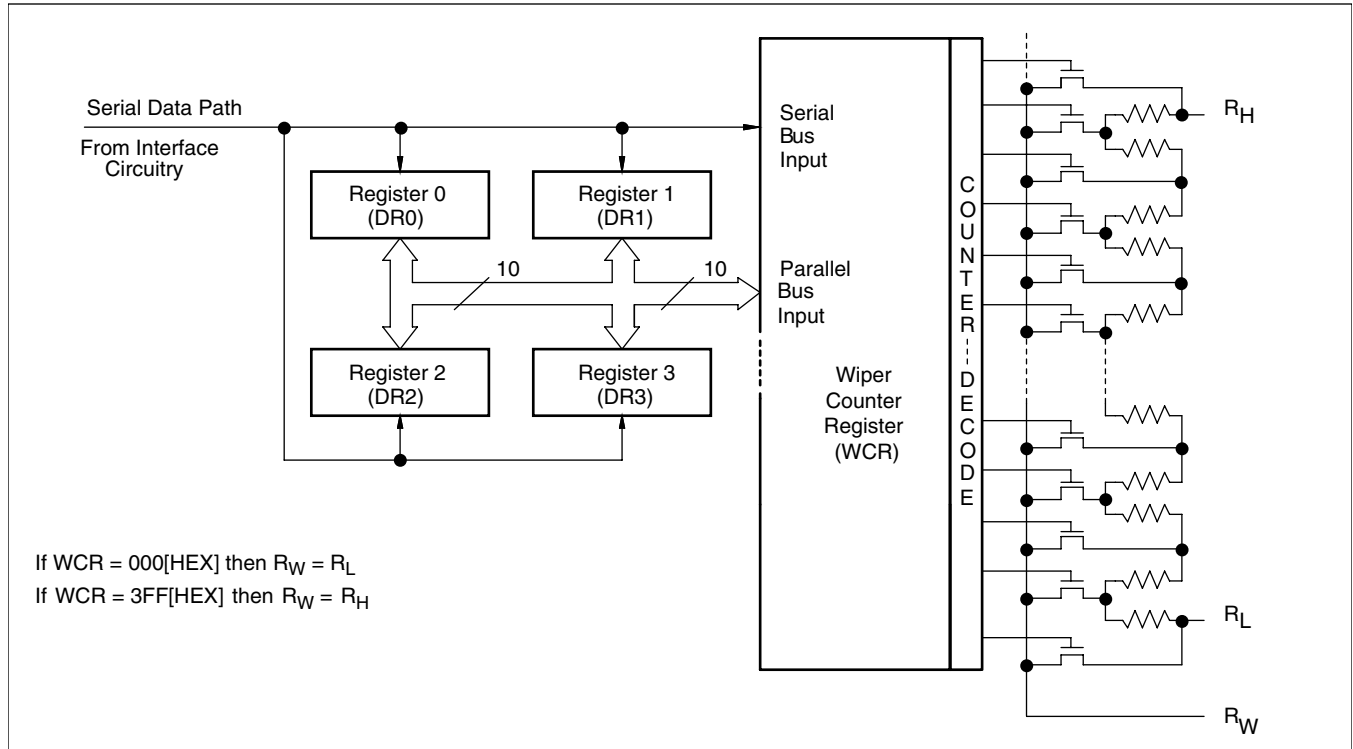 Serial Data Path
From Interface
Circuitry
Register 0
(DR0)
Register 1
(DR1)
10
10
Register 2
(DR2)
Register 3
(DR3)
Serial
Bus
Input
Parallel
Bus
Input
Wiper
Counter
Register
(WCR)
COUNTER DECODE
RH
RL
RW
If WCR = 000[HEX] then RW = RL
If WCR = 3FF[HEX] then RW = RH